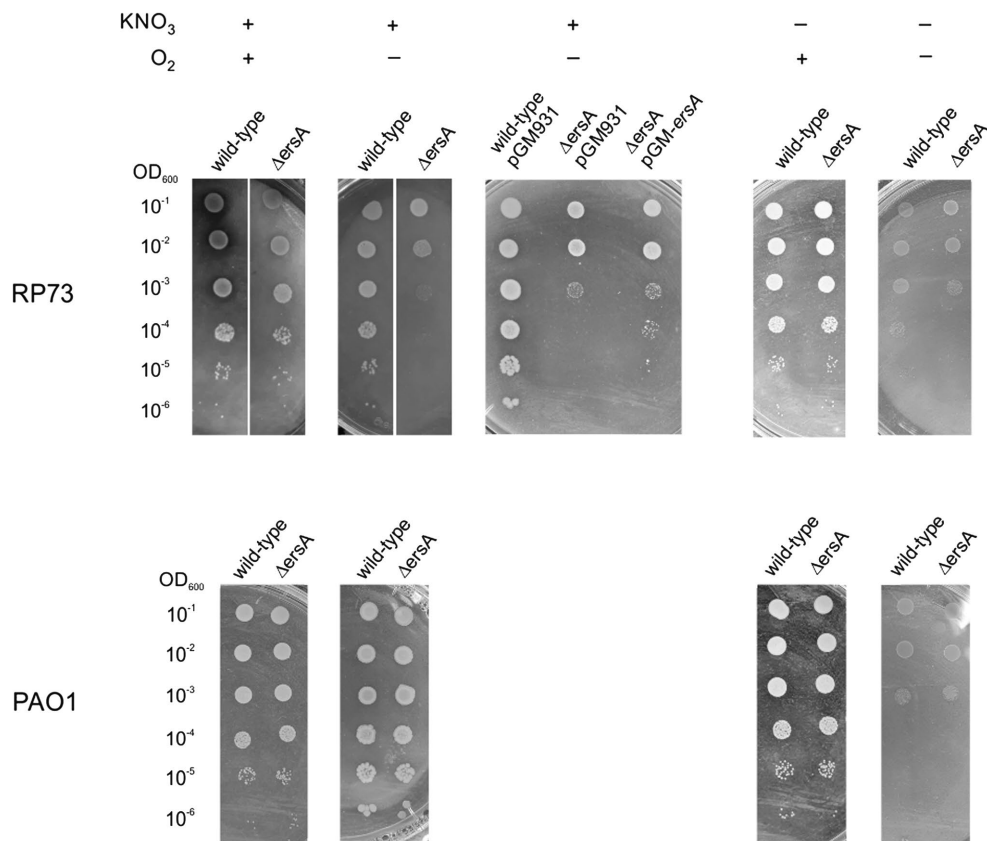 KNO₃ + + + − −
O₂ + − − + −
wild-type ΔersA wild-type ΔersA wild-type pGM931 ΔersA pGM931 ΔersA pGM-ersA wild-type ΔersA wild-type ΔersA
OD₆₀₀
10⁻¹
10⁻²
RP73 10⁻³
10⁻⁴
10⁻⁵
10⁻⁶
wild-type ΔersA wild-type ΔersA wild-type ΔersA wild-type ΔersA
OD₆₀₀
10⁻¹
10⁻²
PAO1 10⁻³
10⁻⁴
10⁻⁵
10⁻⁶